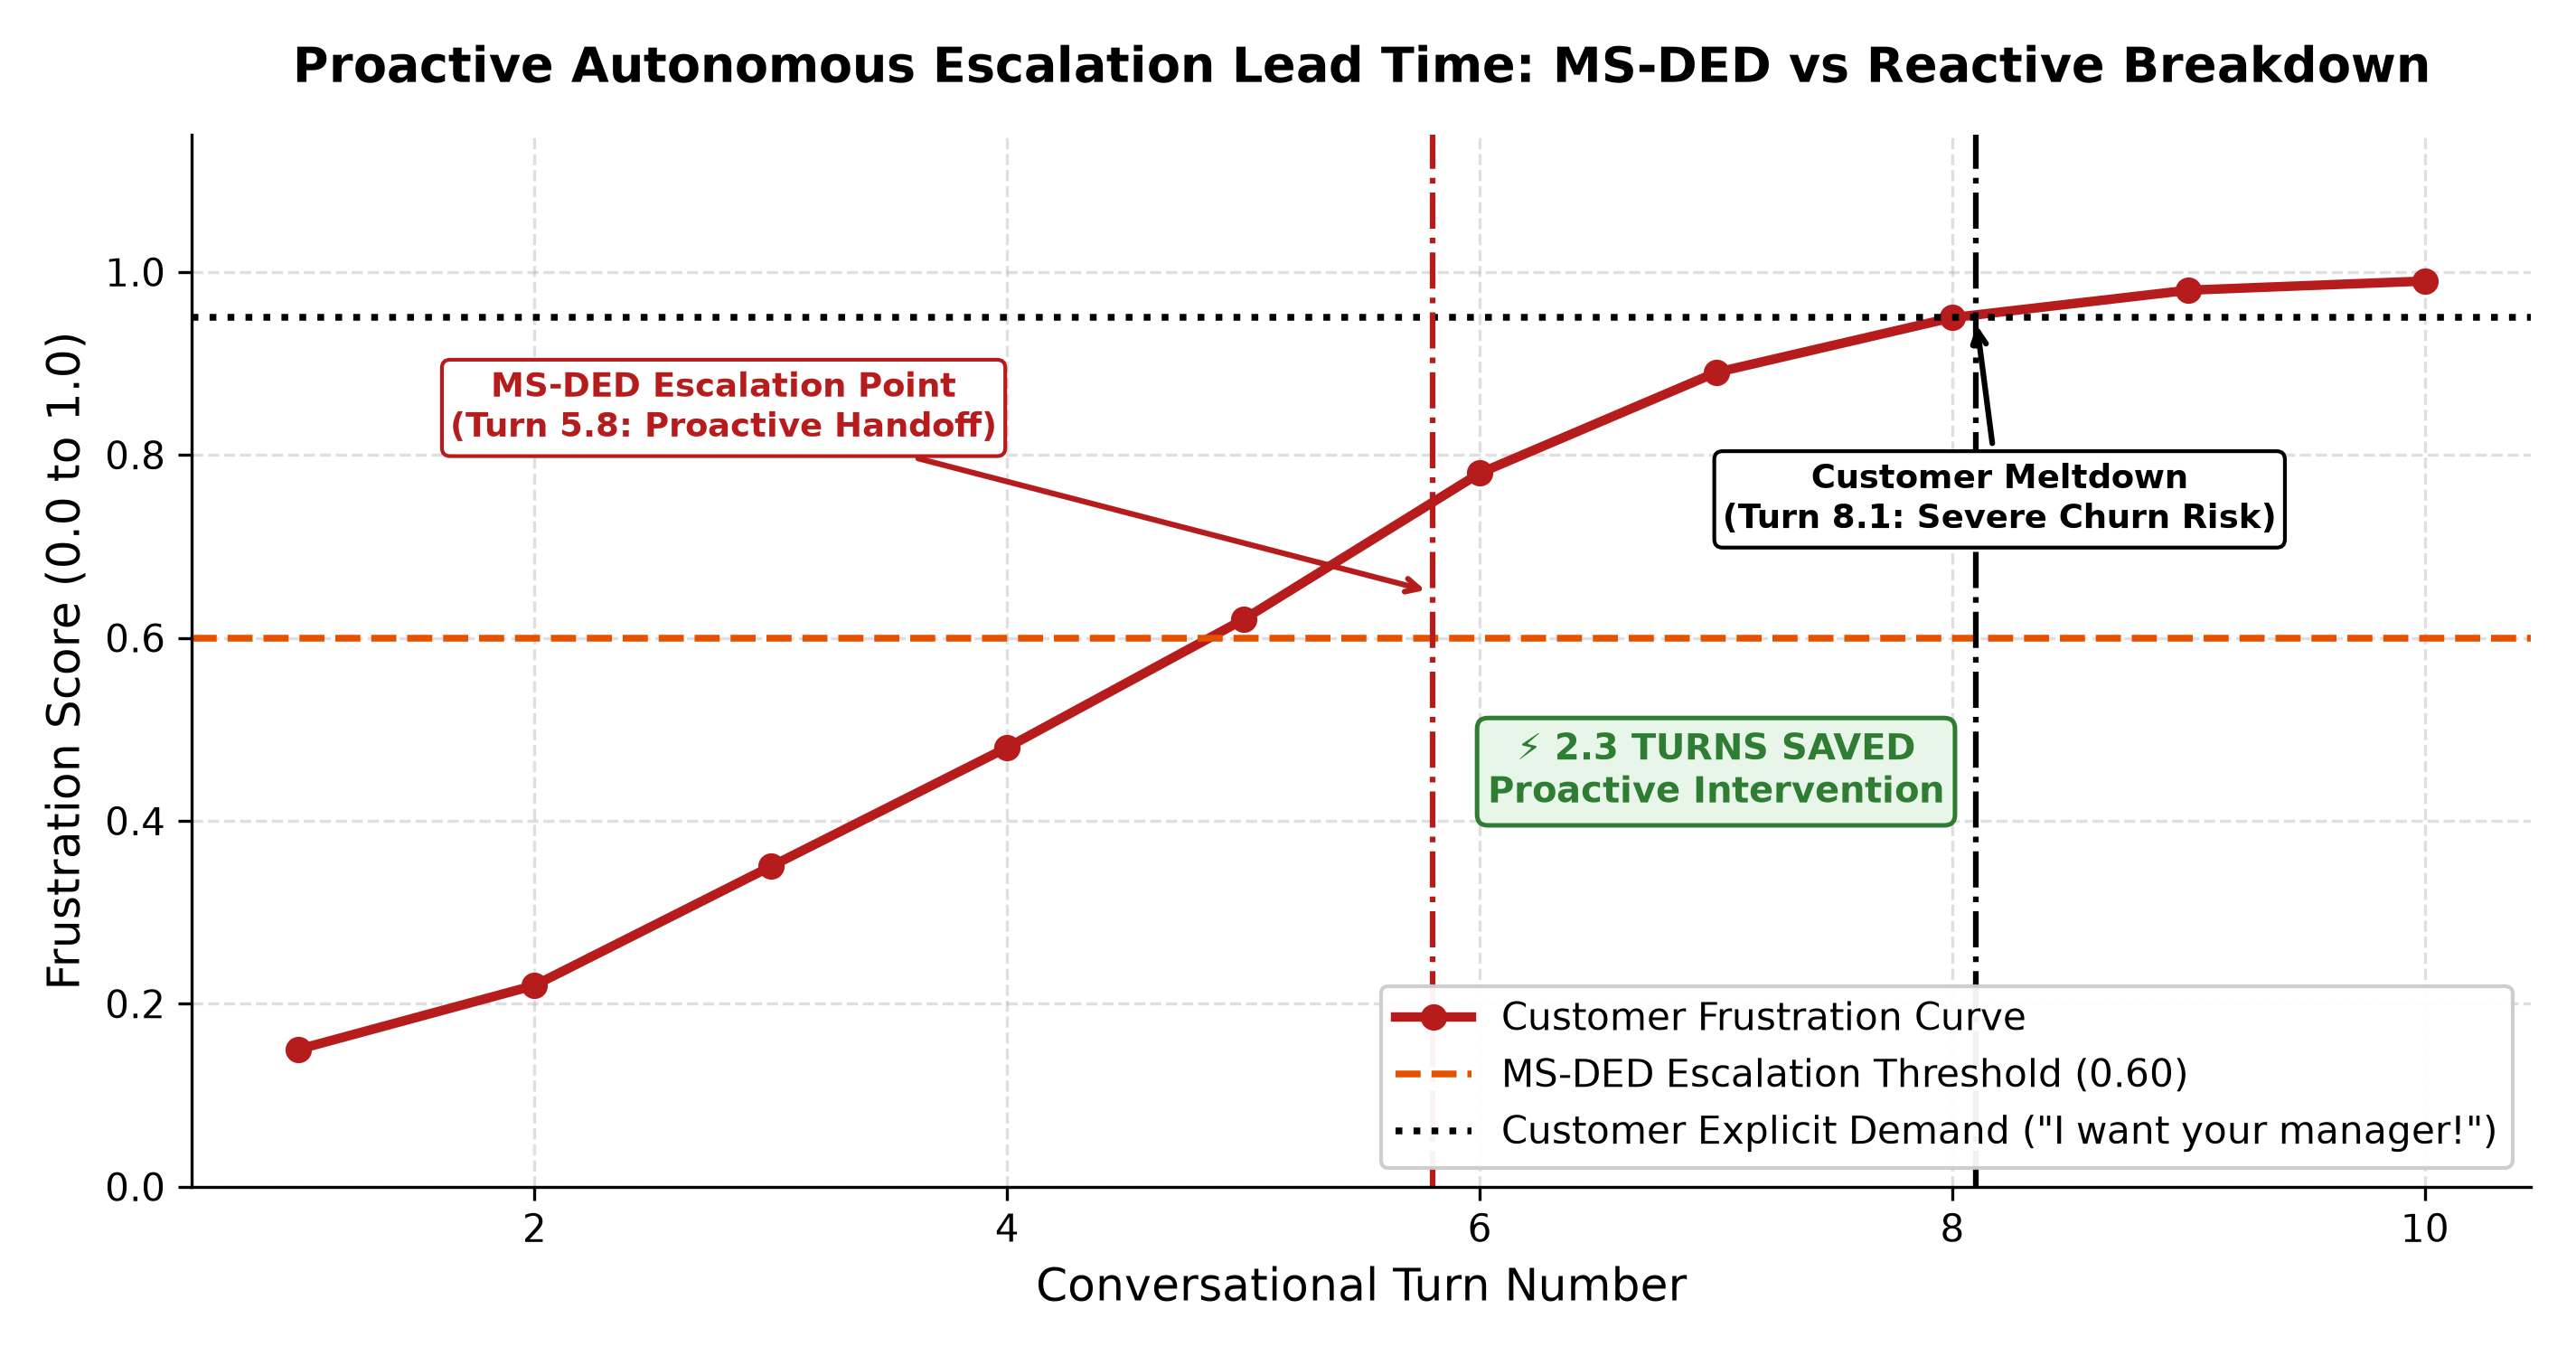 Proactive Autonomous Escalation Lead Time: MS-DED vs Reactive Breakdown
Frustration Score (0.0 to 1.0)
1.0
0.8
0.6
0.4
0.2
0.0
MS-DED Escalation Point
(Turn 5.8: Proactive Handoff)
Customer Meltdown
(Turn 8.1: Severe Churn Risk)
⚡ 2.3 TURNS SAVED
Proactive Intervention
Customer Frustration Curve
MS-DED Escalation Threshold (0.60)
Customer Explicit Demand ("I want your manager!")
2
4
6
8
10
Conversational Turn Number